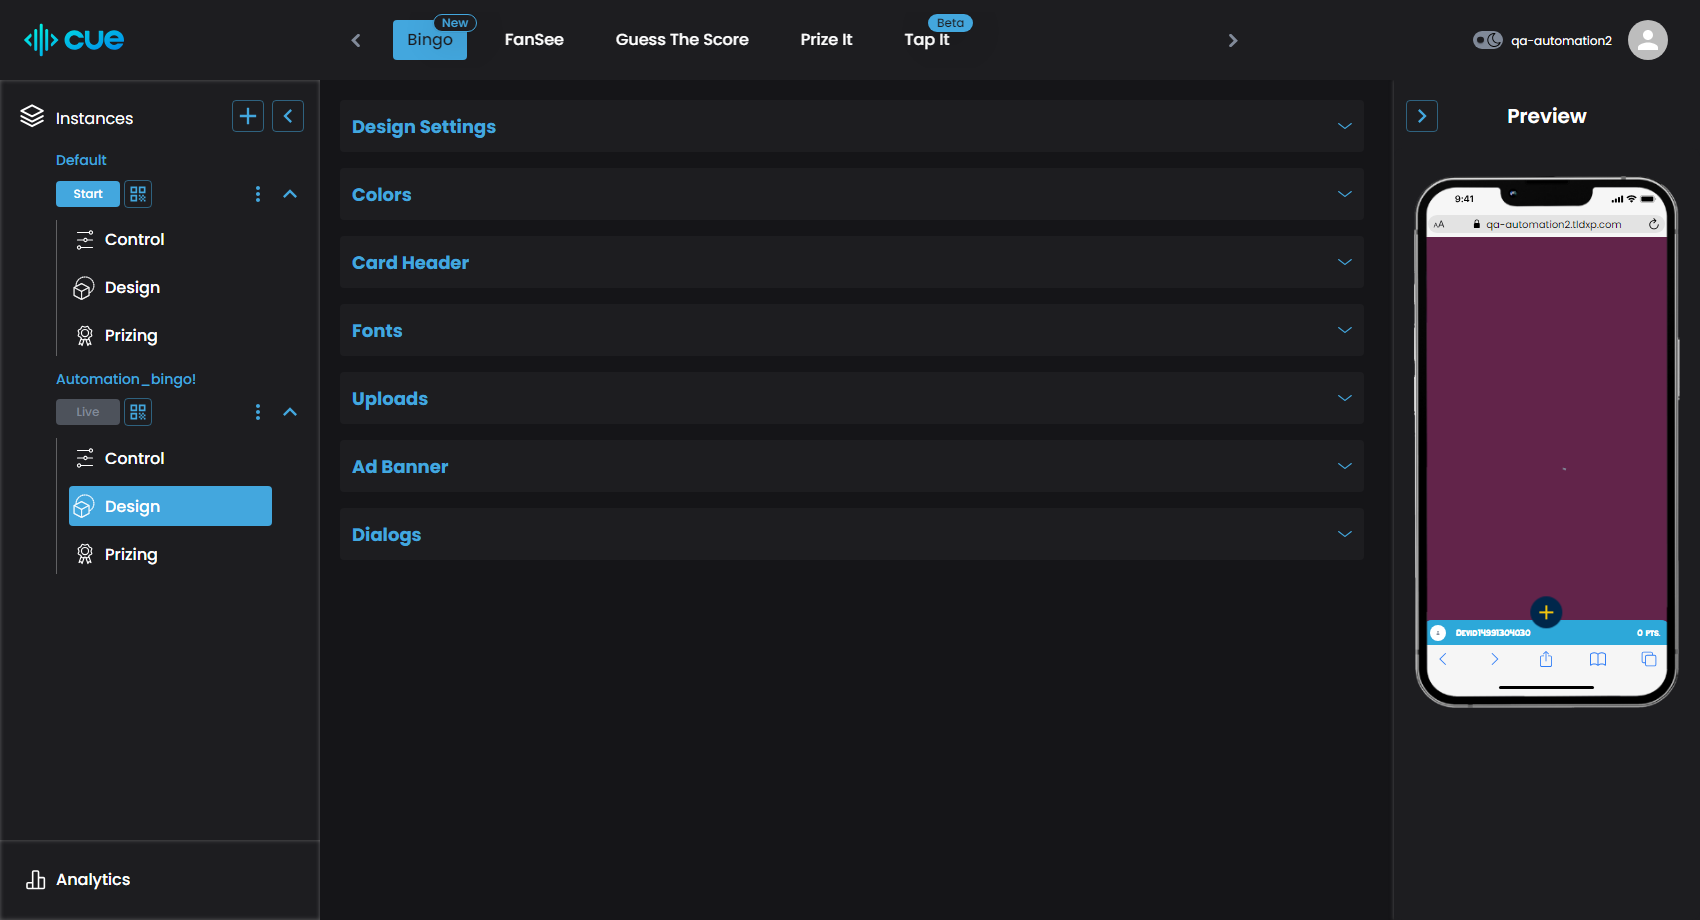 cue
Bingo
New
FanSee
Guess The Score
Prize It
Tap It
Beta
qa-automation2
Instances
Default
Start
Control
Design
Prizing
Automation_bingo!
Live
Control
Design
Prizing
Analytics
Design Settings
Colors
Card Header
Fonts
Uploads
Ad Banner
Dialogs
Preview
9:41
AA
qa-automation2.tldxp.com
0 PTS.